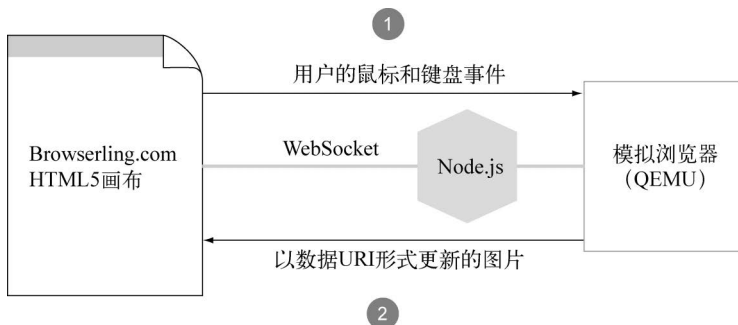 1
用户的鼠标和键盘事件
Browserling.com
HTML5画布
WebSocket
Node.js
模拟浏览器
（QEMU）
以数据URI形式更新的图片
2